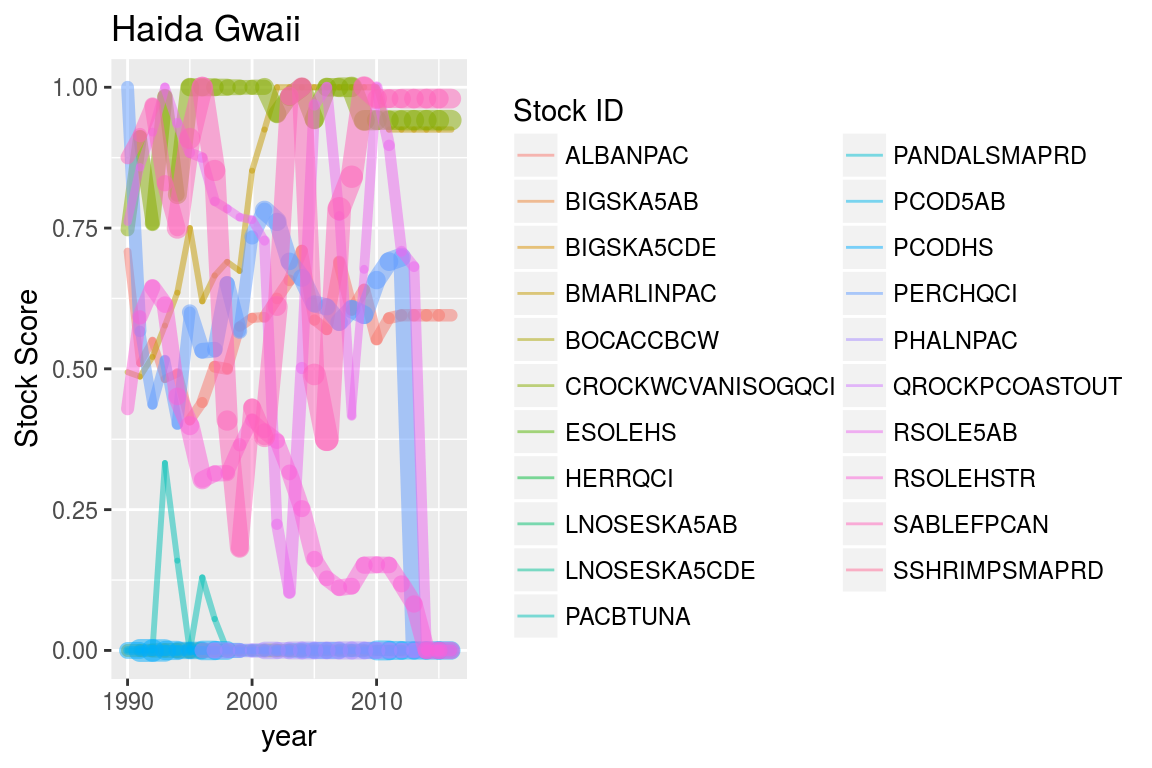 Haida Gwaii
1.00
0.75
0.50
0.25
0.00
Stock Score
1990
2000
2010
year
Stock ID
ALBANPAC
BIGSKA5AB
BIGSKA5CDE
BMARLINPAC
BOCACCBCW
CROCKWCVANISOGQCI
ESOLEHS
HERRQCI
LNOSESKA5AB
LNOSESKA5CDE
PACBTUNA
PANDALSMAPRD
PCOD5AB
PCODHS
PERCHQCI
PHALNPAC
QROCKPCOASTOUT
RSOLE5AB
RSOLEHSTR
SABLEFPCAN
SSHRIMPSMAPRD